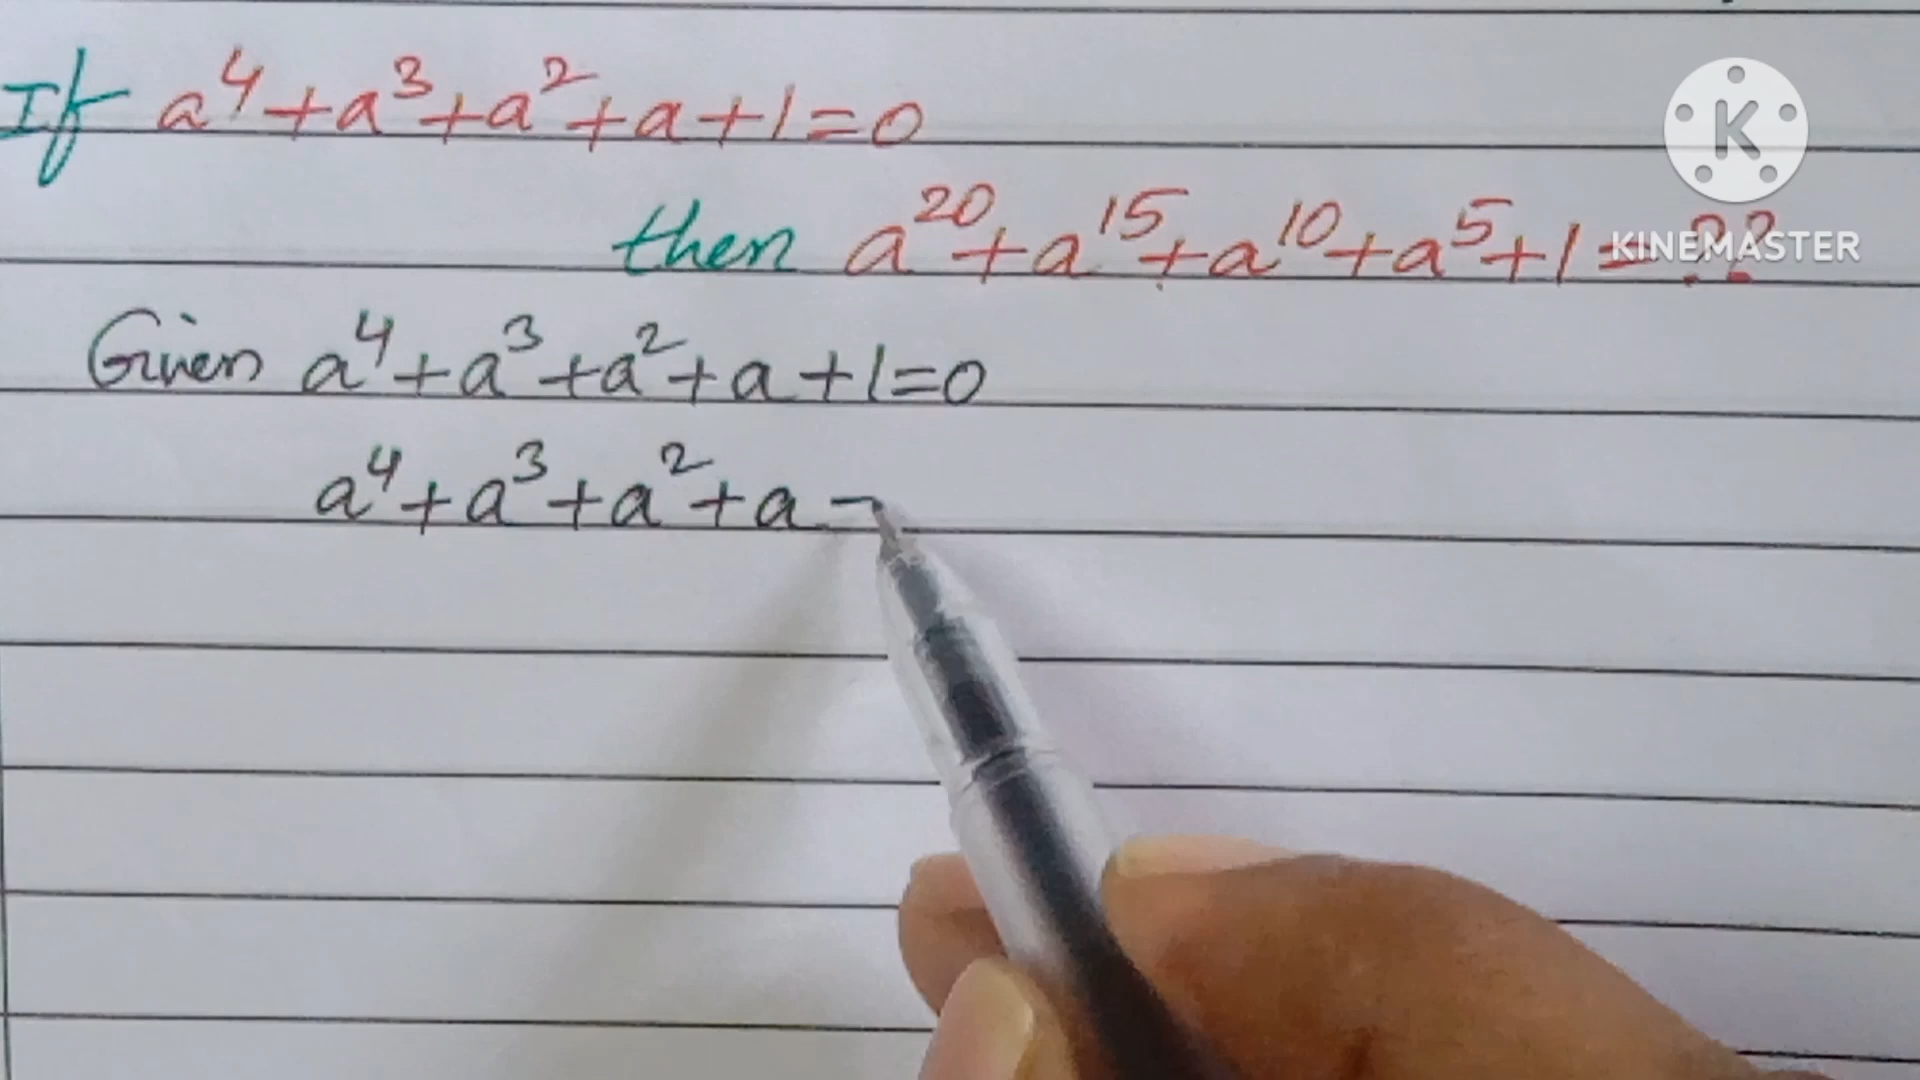 If a⁴+a³+a²+a+1=0
then a²⁰+a¹⁵+a¹⁰+a⁵+1=??
K
KINEMASTER
Given a⁴+a³+a²+a+1=0
a⁴+a³+a²+a -